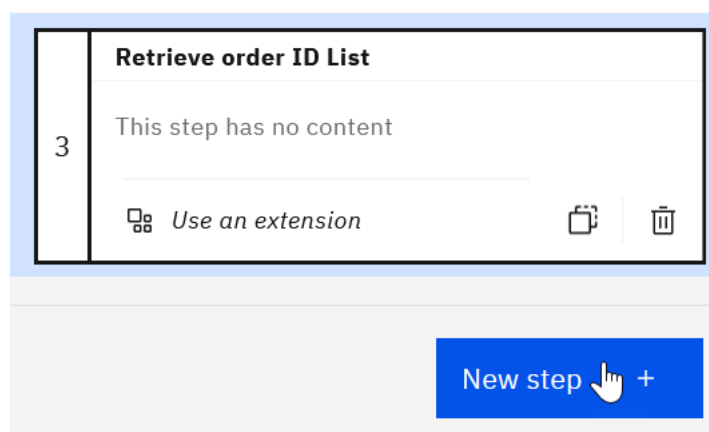 Retrieve order ID List
This step has no content
3
Use an extension
New step +